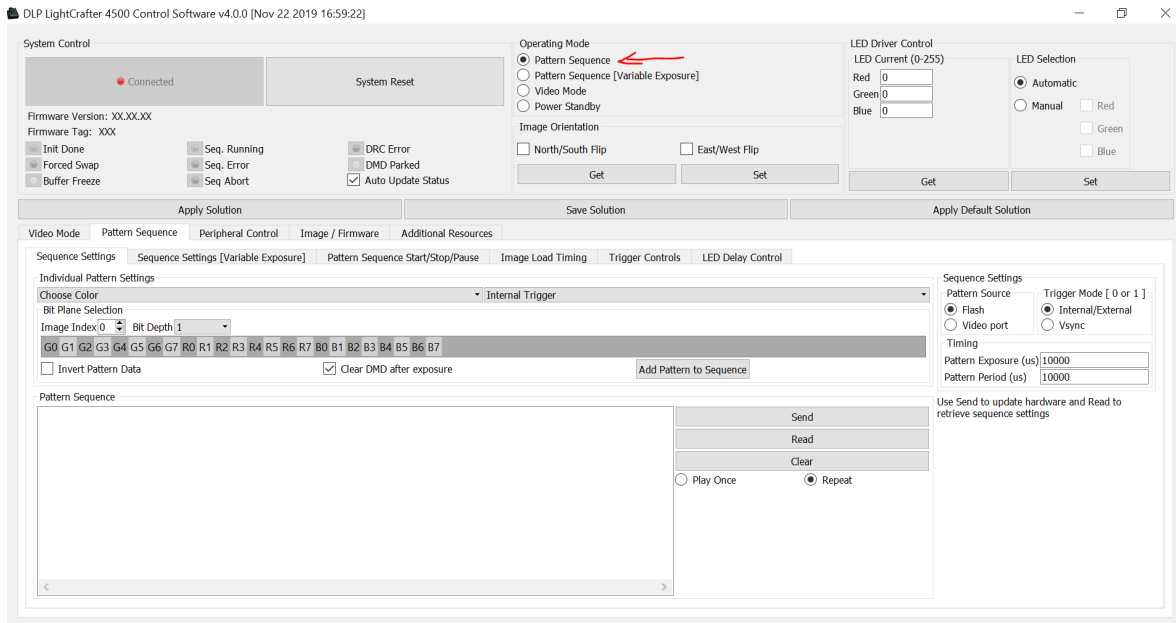 DLP LightCrafter 4500 Control Software v4.0.0 [Nov 22 2019 16:59:22]
System Control
Connected
System Reset
Firmware Version: XX.XX.XX
Firmware Tag: XXX
Init Done
Seq. Running
DRC Error
Forced Swap
Seq. Error
DMD Parked
Buffer Freeze
Seq Abort
Auto Update Status
Operating Mode
Pattern Sequence
Pattern Sequence [Variable Exposure]
Video Mode
Power Standby
Image Orientation
North/South Flip
East/West Flip
Get
Set
LED Driver Control
LED Current (0-255)
Red 0
Green 0
Blue 0
LED Selection
Automatic
Manual
Red
Green
Blue
Get
Set
Apply Solution
Save Solution
Apply Default Solution
Video Mode
Pattern Sequence
Peripheral Control
Image / Firmware
Additional Resources
Sequence Settings
Sequence Settings [Variable Exposure]
Pattern Sequence Start/Stop/Pause
Image Load Timing
Trigger Controls
LED Delay Control
Individual Pattern Settings
Choose Color
Internal Trigger
Bit Plane Selection
Image Index 0
Bit Depth 1
G0 G1 G2 G3 G4 G5 G6 G7 R0 R1 R2 R3 R4 R5 R6 R7 B0 B1 B2 B3 B4 B5 B6 B7
Invert Pattern Data
Clear DMD after exposure
Add Pattern to Sequence
Pattern Sequence
Send
Read
Clear
Play Once
Repeat
Sequence Settings
Pattern Source
Flash
Video port
Trigger Mode [ 0 or 1 ]
Internal/External
Vsync
Timing
Pattern Exposure (us) 10000
Pattern Period (us) 10000
Use Send to update hardware and Read to
retrieve sequence settings